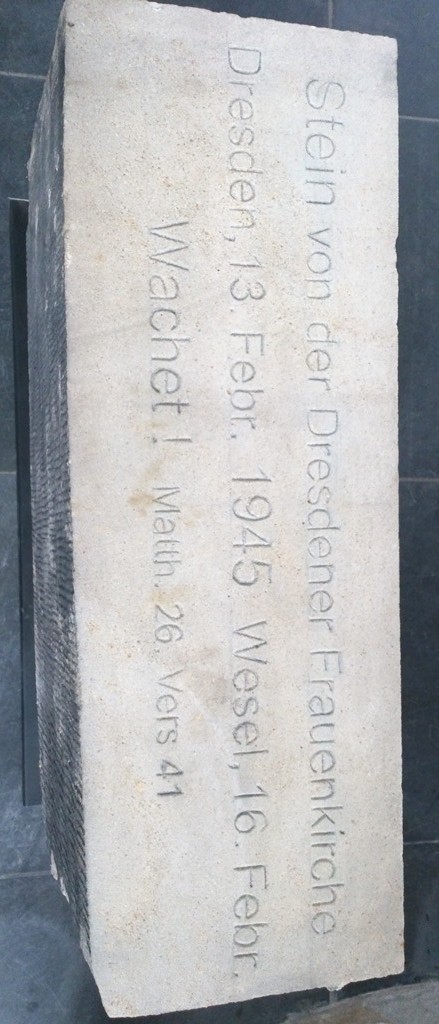 Stein von der Dresdener Frauenkirche
Dresden, 13. Febr. 1945 Wesel, 16. Febr.
Wachet! Matth. 26. Vers 41